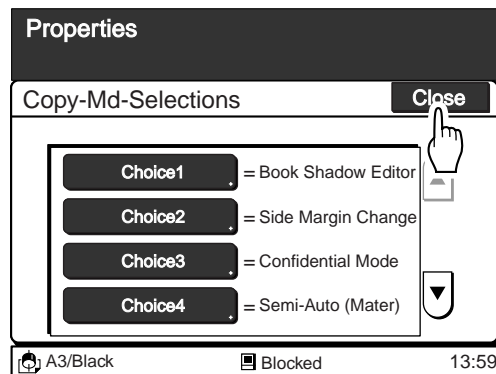 Properties
Copy-Md-Selections Close
Choice1 = Book Shadow Editor
Choice2 = Side Margin Change
Choice3 = Confidential Mode
Choice4 = Semi-Auto (Mater)
A3/Black Blocked 13:59